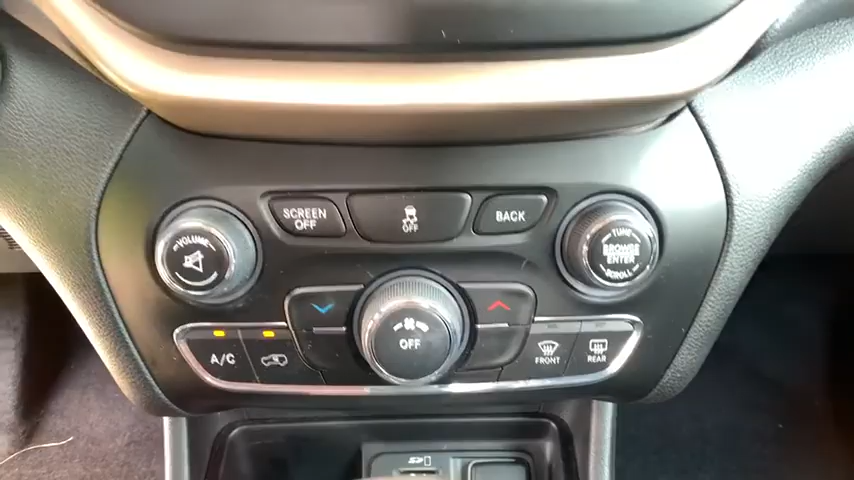 SCREEN
OFF
OFF
BACK
VOLUME
TUNE
BROWSE
ENTER
SCROLL
OFF
A/C
FRONT
REAR